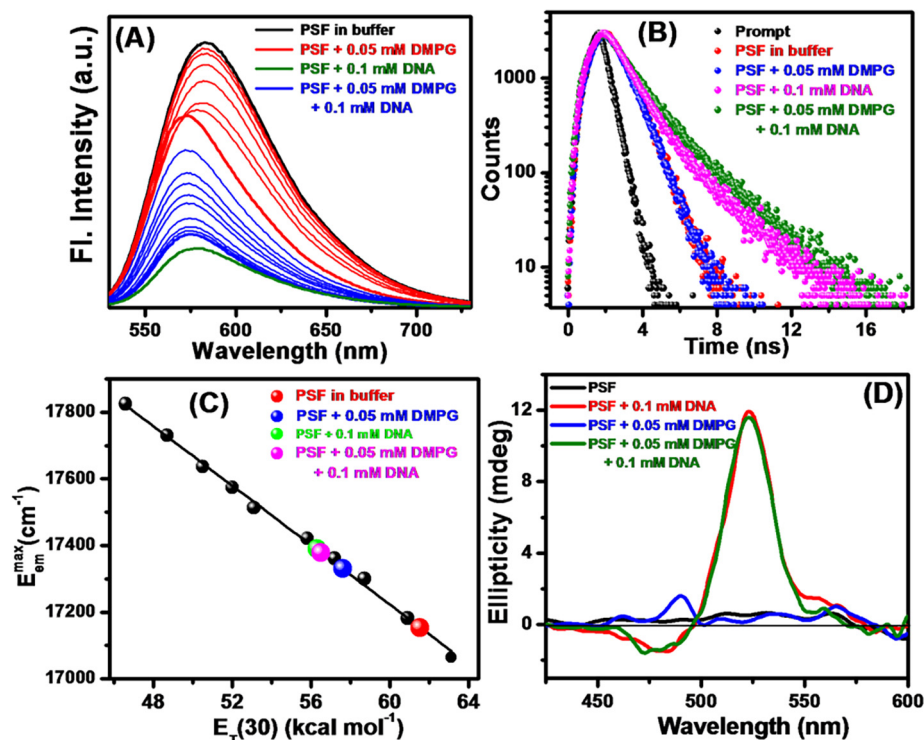 (A)
PSF in buffer
PSF + 0.05 mM DMPG
PSF + 0.1 mM DNA
PSF + 0.05 mM DMPG
+ 0.1 mM DNA
Fl. Intensity (a.u.)
550 600 650 700
Wavelength (nm)
(B)
Prompt
PSF in buffer
PSF + 0.05 mM DMPG
PSF + 0.1 mM DNA
PSF + 0.05 mM DMPG
+ 0.1 mM DNA
Counts
1000
100
10
0 4 8 12 16
Time (ns)
(C)
PSF in buffer
PSF + 0.05 mM DMPG
PSF + 0.1 mM DNA
PSF + 0.05 mM DMPG
+ 0.1 mM DNA
E_em^max (cm⁻¹)
17800
17600
17400
17200
17000
48 52 56 60 64
E_T(30) (kcal mol⁻¹)
(D)
PSF
PSF + 0.1 mM DNA
PSF + 0.05 mM DMPG
PSF + 0.05 mM DMPG
+ 0.1 mM DNA
Ellipticity (mdeg)
12
8
4
0
450 500 550 600
Wavelength (nm)